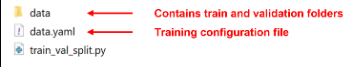 data Contains train and validation folders
data.yaml Training configuration file
train_val_split.py